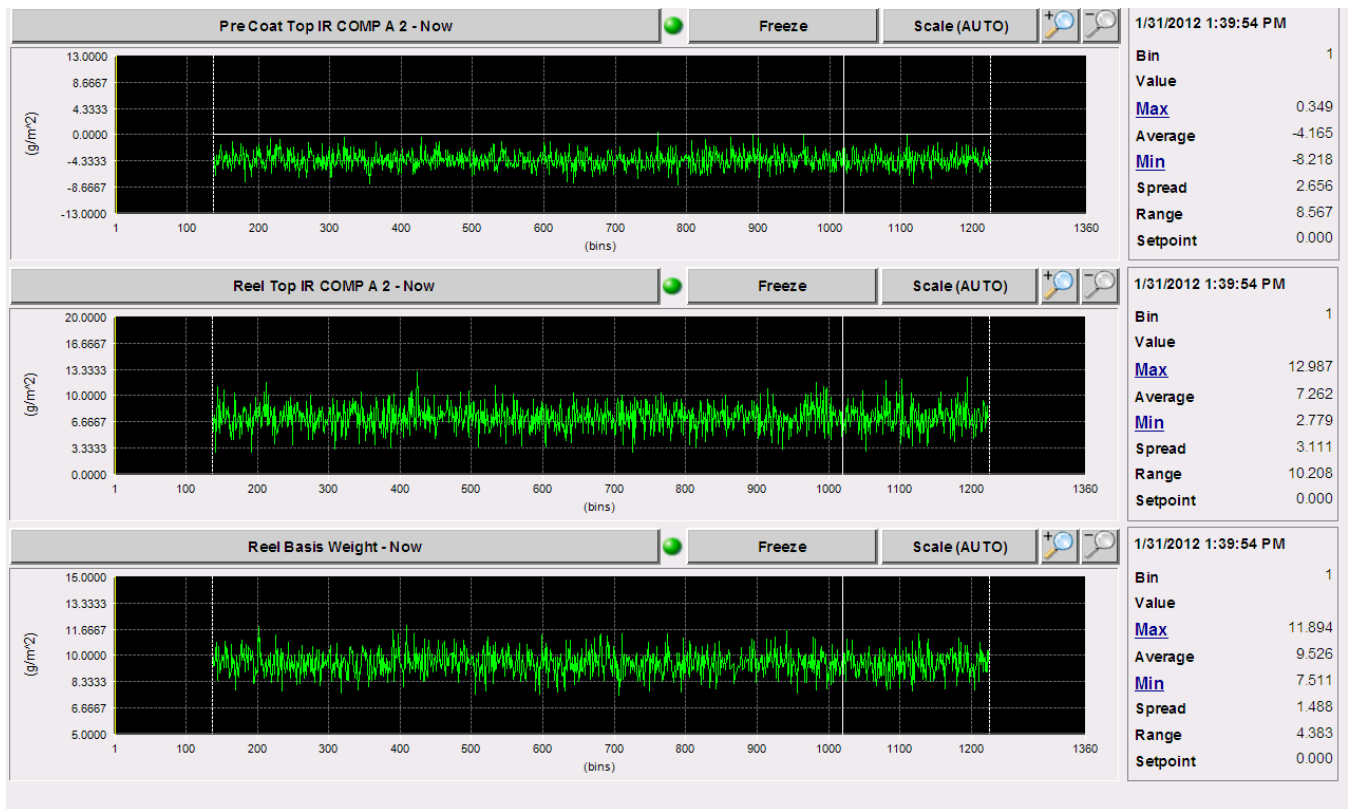 Pre Coat Top IR COMP A 2 - Now Freeze Scale (AUTO) + −
1/31/2012 1:39:54 PM
Bin 1
Value
Max 0.349
Average -4.165
Min -8.218
Spread 2.656
Range 8.567
Setpoint 0.000
(g/m^2)
13.0000
8.6667
4.3333
0.0000
-4.3333
-8.6667
-13.0000
1 100 200 300 400 500 600 700 800 900 1000 1100 1200 1360
(bins)
Reel Top IR COMP A 2 - Now Freeze Scale (AUTO) + −
1/31/2012 1:39:54 PM
Bin 1
Value
Max 12.987
Average 7.262
Min 2.779
Spread 3.111
Range 10.208
Setpoint 0.000
(g/m^2)
20.0000
16.6667
13.3333
10.0000
6.6667
3.3333
0.0000
1 100 200 300 400 500 600 700 800 900 1000 1100 1200 1360
(bins)
Reel Basis Weight - Now Freeze Scale (AUTO) + −
1/31/2012 1:39:54 PM
Bin 1
Value
Max 11.894
Average 9.526
Min 7.511
Spread 1.488
Range 4.383
Setpoint 0.000
(g/m^2)
15.0000
13.3333
11.6667
10.0000
8.3333
6.6667
5.0000
1 100 200 300 400 500 600 700 800 900 1000 1100 1200 1360
(bins)